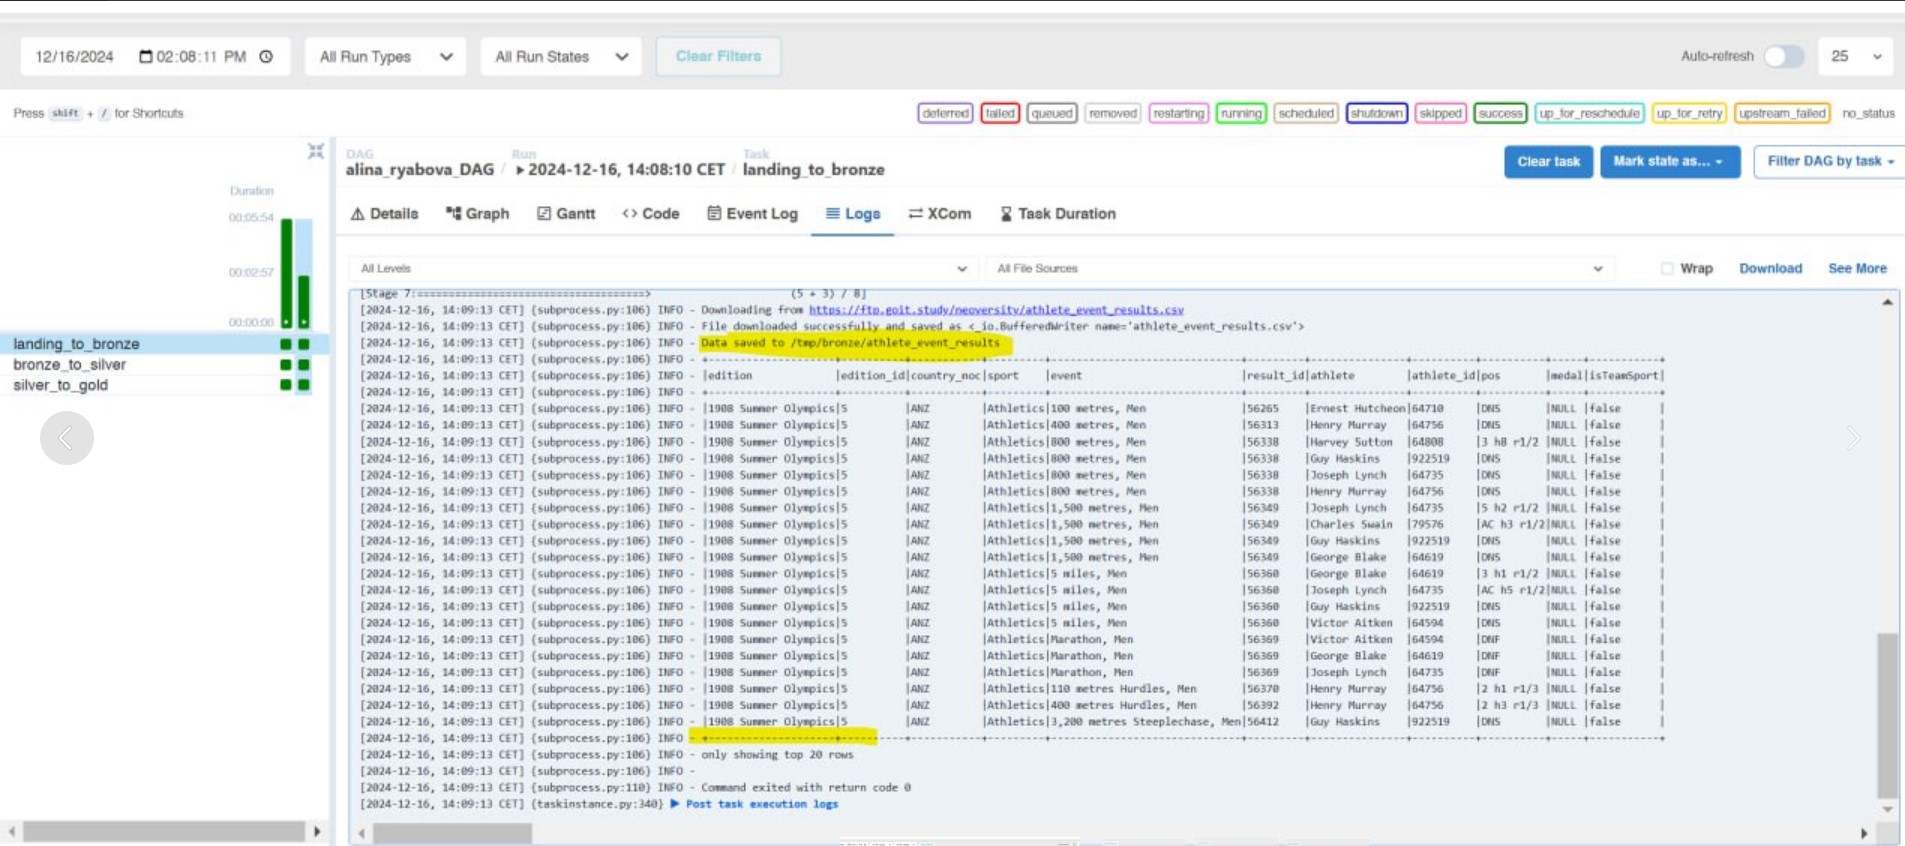 12/16/2024 02:08:11 PM All Run Types All Run States Clear Filters Auto-refresh 25
Press shift + / for Shortcuts deferred failed queued removed restarting running scheduled shutdown skipped success up_for_reschedule up_for_retry upstream_failed no_status
DAG Run Task
alina_ryabova_DAG / 2024-12-16, 14:08:10 CET / landing_to_bronze Clear task Mark state as... Filter DAG by task
Duration
00:05:54
00:02:57
00:00:00
landing_to_bronze
bronze_to_silver
silver_to_gold
Details Graph Gantt <> Code Event Log Logs XCom Task Duration
All Levels All File Sources Wrap Download See More
[Stage 7:====================================> (5 + 3) / 8]
[2024-12-16, 14:09:13 CET] {subprocess.py:106} INFO - Downloading from https://ftp.goit.study/neoversity/athlete_event_results.csv
[2024-12-16, 14:09:13 CET] {subprocess.py:106} INFO - File downloaded successfully and saved as <_io.BufferedWriter name='athlete_event_results.csv'>
[2024-12-16, 14:09:13 CET] {subprocess.py:106} INFO - Data saved to /tmp/bronze/athlete_event_results
[2024-12-16, 14:09:13 CET] {subprocess.py:106} INFO - +-------------------+----------+-----------+---------+-----------------------------+---------+---------------+----------+----------+-----+-----------+
[2024-12-16, 14:09:13 CET] {subprocess.py:106} INFO - |edition |edition_id|country_noc|sport |event |result_id|athlete |athlete_id|pos |medal|isTeamSport|
[2024-12-16, 14:09:13 CET] {subprocess.py:106} INFO - +-------------------+----------+-----------+---------+-----------------------------+---------+---------------+----------+----------+-----+-----------+
[2024-12-16, 14:09:13 CET] {subprocess.py:106} INFO - |1908 Summer Olympics|5 |ANZ |Athletics|100 metres, Men |56265 |Ernest Hutcheon|64710 |DNS |NULL |false |
[2024-12-16, 14:09:13 CET] {subprocess.py:106} INFO - |1908 Summer Olympics|5 |ANZ |Athletics|400 metres, Men |56313 |Henry Murray |64756 |DNS |NULL |false |
[2024-12-16, 14:09:13 CET] {subprocess.py:106} INFO - |1908 Summer Olympics|5 |ANZ |Athletics|800 metres, Men |56338 |Harvey Sutton |64808 |3 h8 r1/2 |NULL |false |
[2024-12-16, 14:09:13 CET] {subprocess.py:106} INFO - |1908 Summer Olympics|5 |ANZ |Athletics|800 metres, Men |56338 |Guy Haskins |922519 |DNS |NULL |false |
[2024-12-16, 14:09:13 CET] {subprocess.py:106} INFO - |1908 Summer Olympics|5 |ANZ |Athletics|800 metres, Men |56338 |Joseph Lynch |64735 |DNS |NULL |false |
[2024-12-16, 14:09:13 CET] {subprocess.py:106} INFO - |1908 Summer Olympics|5 |ANZ |Athletics|800 metres, Men |56338 |Henry Murray |64756 |DNS |NULL |false |
[2024-12-16, 14:09:13 CET] {subprocess.py:106} INFO - |1908 Summer Olympics|5 |ANZ |Athletics|1,500 metres, Men |56349 |Joseph Lynch |64735 |5 h2 r1/2 |NULL |false |
[2024-12-16, 14:09:13 CET] {subprocess.py:106} INFO - |1908 Summer Olympics|5 |ANZ |Athletics|1,500 metres, Men |56349 |Charles Swain |79576 |AC h3 r1/2|NULL |false |
[2024-12-16, 14:09:13 CET] {subprocess.py:106} INFO - |1908 Summer Olympics|5 |ANZ |Athletics|1,500 metres, Men |56349 |Guy Haskins |922519 |DNS |NULL |false |
[2024-12-16, 14:09:13 CET] {subprocess.py:106} INFO - |1908 Summer Olympics|5 |ANZ |Athletics|1,500 metres, Men |56349 |George Blake |64619 |DNS |NULL |false |
[2024-12-16, 14:09:13 CET] {subprocess.py:106} INFO - |1908 Summer Olympics|5 |ANZ |Athletics|5 miles, Men |56360 |George Blake |64619 |3 h1 r1/2 |NULL |false |
[2024-12-16, 14:09:13 CET] {subprocess.py:106} INFO - |1908 Summer Olympics|5 |ANZ |Athletics|5 miles, Men |56360 |Joseph Lynch |64735 |AC h5 r1/2|NULL |false |
[2024-12-16, 14:09:13 CET] {subprocess.py:106} INFO - |1908 Summer Olympics|5 |ANZ |Athletics|5 miles, Men |56360 |Guy Haskins |922519 |DNS |NULL |false |
[2024-12-16, 14:09:13 CET] {subprocess.py:106} INFO - |1908 Summer Olympics|5 |ANZ |Athletics|5 miles, Men |56360 |Victor Aitken |64594 |DNS |NULL |false |
[2024-12-16, 14:09:13 CET] {subprocess.py:106} INFO - |1908 Summer Olympics|5 |ANZ |Athletics|Marathon, Men |56369 |Victor Aitken |64594 |DNF |NULL |false |
[2024-12-16, 14:09:13 CET] {subprocess.py:106} INFO - |1908 Summer Olympics|5 |ANZ |Athletics|Marathon, Men |56369 |George Blake |64619 |DNF |NULL |false |
[2024-12-16, 14:09:13 CET] {subprocess.py:106} INFO - |1908 Summer Olympics|5 |ANZ |Athletics|Marathon, Men |56369 |Joseph Lynch |64735 |DNF |NULL |false |
[2024-12-16, 14:09:13 CET] {subprocess.py:106} INFO - |1908 Summer Olympics|5 |ANZ |Athletics|110 metres Hurdles, Men |56370 |Henry Murray |64756 |2 h1 r1/3 |NULL |false |
[2024-12-16, 14:09:13 CET] {subprocess.py:106} INFO - |1908 Summer Olympics|5 |ANZ |Athletics|400 metres Hurdles, Men |56392 |Henry Murray |64756 |2 h3 r1/3 |NULL |false |
[2024-12-16, 14:09:13 CET] {subprocess.py:106} INFO - |1908 Summer Olympics|5 |ANZ |Athletics|3,200 metres Steeplechase, Men|56412 |Guy Haskins |922519 |DNS |NULL |false |
[2024-12-16, 14:09:13 CET] {subprocess.py:106} INFO - +-------------------+----------+-----------+---------+-----------------------------+---------+---------------+----------+----------+-----+-----------+
[2024-12-16, 14:09:13 CET] {subprocess.py:106} INFO - only showing top 20 rows
[2024-12-16, 14:09:13 CET] {subprocess.py:106} INFO -
[2024-12-16, 14:09:13 CET] {subprocess.py:110} INFO - Command exited with return code 0
[2024-12-16, 14:09:13 CET] {taskinstance.py:340} ▶ Post task execution logs